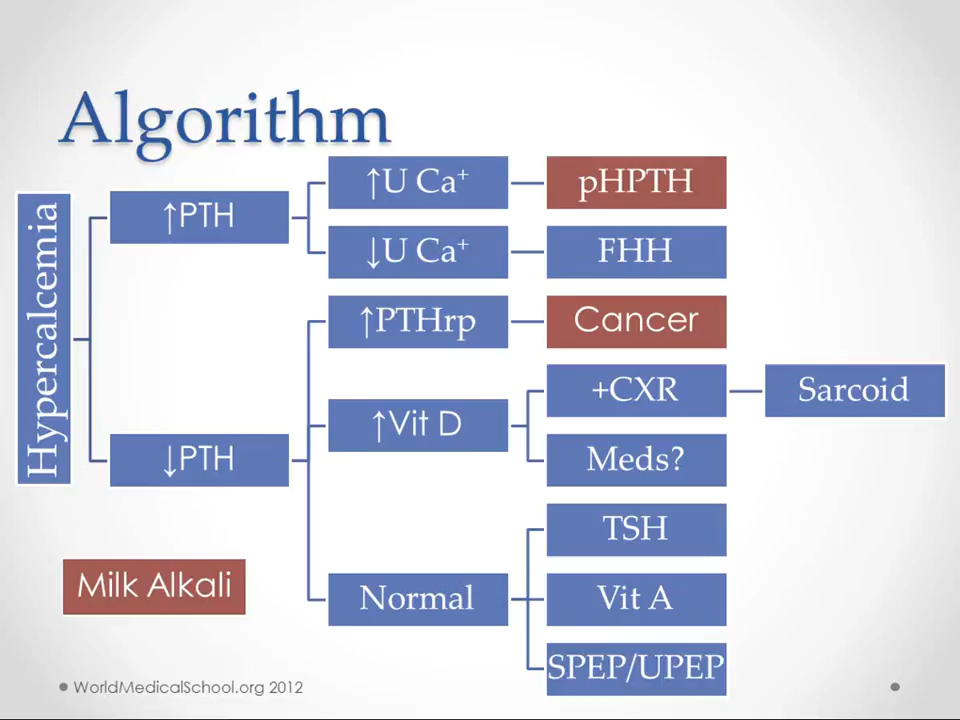 Algorithm
Hypercalcemia
↑PTH
↑U Ca⁺
pHPTH
↓U Ca⁺
FHH
↓PTH
↑PTHrp
Cancer
↑Vit D
+CXR
Sarcoid
Meds?
Normal
TSH
Vit A
SPEP/UPEP
Milk Alkali
WorldMedicalSchool.org 2012